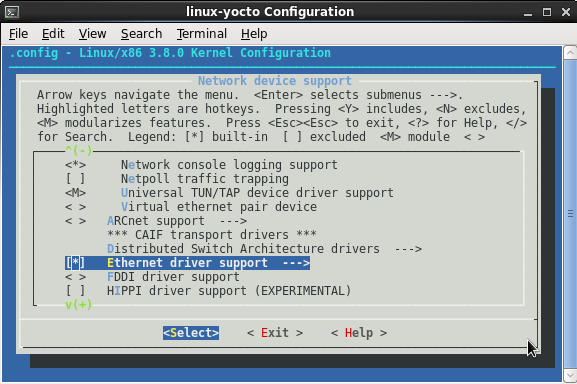 linux-yocto Configuration
File Edit View Search Terminal Help
.config - Linux/x86 3.8.0 Kernel Configuration
Network device support
Arrow keys navigate the menu. <Enter> selects submenus --->.
Highlighted letters are hotkeys. Pressing <Y> includes, <N> excludes,
<M> modularizes features. Press <Esc><Esc> to exit, <?> for Help, </>
for Search. Legend: [*] built-in [ ] excluded <M> module < >
^(-)
<*> Network console logging support
[ ] Netpoll traffic trapping
<M> Universal TUN/TAP device driver support
< > Virtual ethernet pair device
< > ARCnet support --->
*** CAIF transport drivers ***
Distributed Switch Architecture drivers --->
[*] Ethernet driver support --->
< > FDDI driver support
[ ] HIPPI driver support (EXPERIMENTAL)
v(+)
<Select> < Exit > < Help >